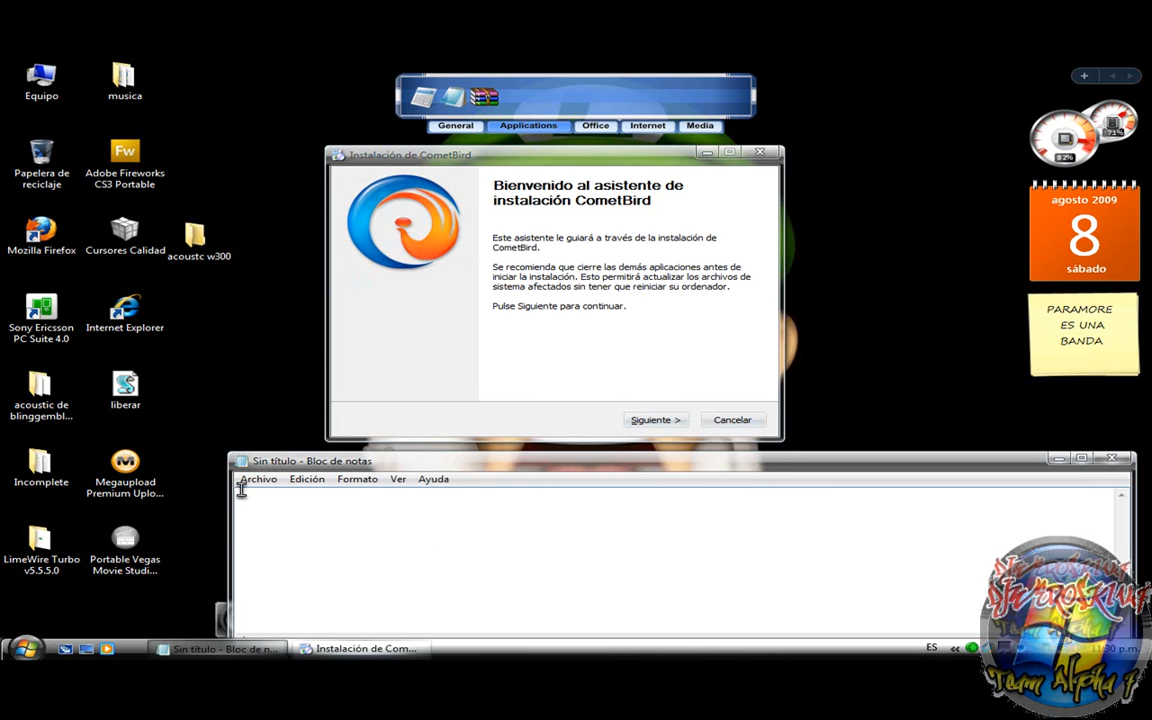 Equipo
musica
General
Applications
Office
Internet
Media
71%
82%
Papelera de
reciclaje
Fw
Adobe Fireworks
CS3 Portable
Instalación de CometBird
Bienvenido al asistente de
instalación CometBird
Este asistente le guiará a través de la instalación de
CometBird.
Se recomienda que cierre las demás aplicaciones antes de
iniciar la instalación. Esto permitirá actualizar los archivos de
sistema afectados sin tener que reiniciar su ordenador.
Pulse Siguiente para continuar.
Siguiente >
Cancelar
agosto 2009
8
sábado
PARAMORE
ES UNA
BANDA
Mozilla Firefox
Cursores Calidad
acoustc w300
Sony Ericsson
PC Suite 4.0
Internet Explorer
acoustic de
blinggembl...
liberar
Incomplete
Megaupload
Premium Uplo...
LimeWire Turbo
v5.5.5.0
Portable Vegas
Movie Studi...
Sin título - Bloc de notas
Archivo
Edición
Formato
Ver
Ayuda
Sin título - Bloc de n...
Instalación de Com...
ES
11:30 p.m.
Team Alpha 7